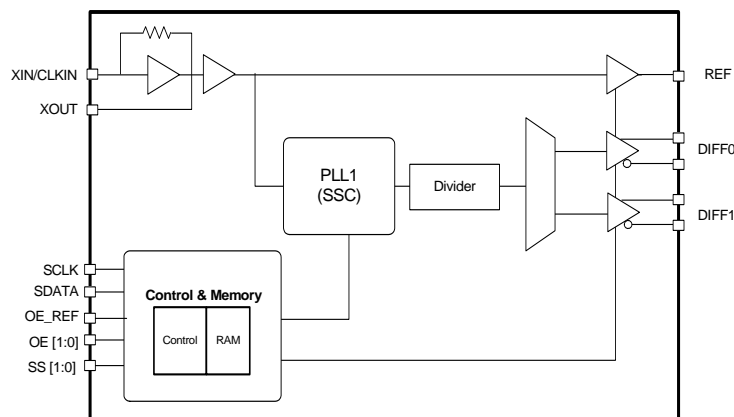 XIN/CLKIN
XOUT
REF
DIFF0
DIFF1
PLL1
(SSC)
Divider
SCLK
SDATA
OE_REF
OE [1:0]
SS [1:0]
Control & Memory
Control
RAM